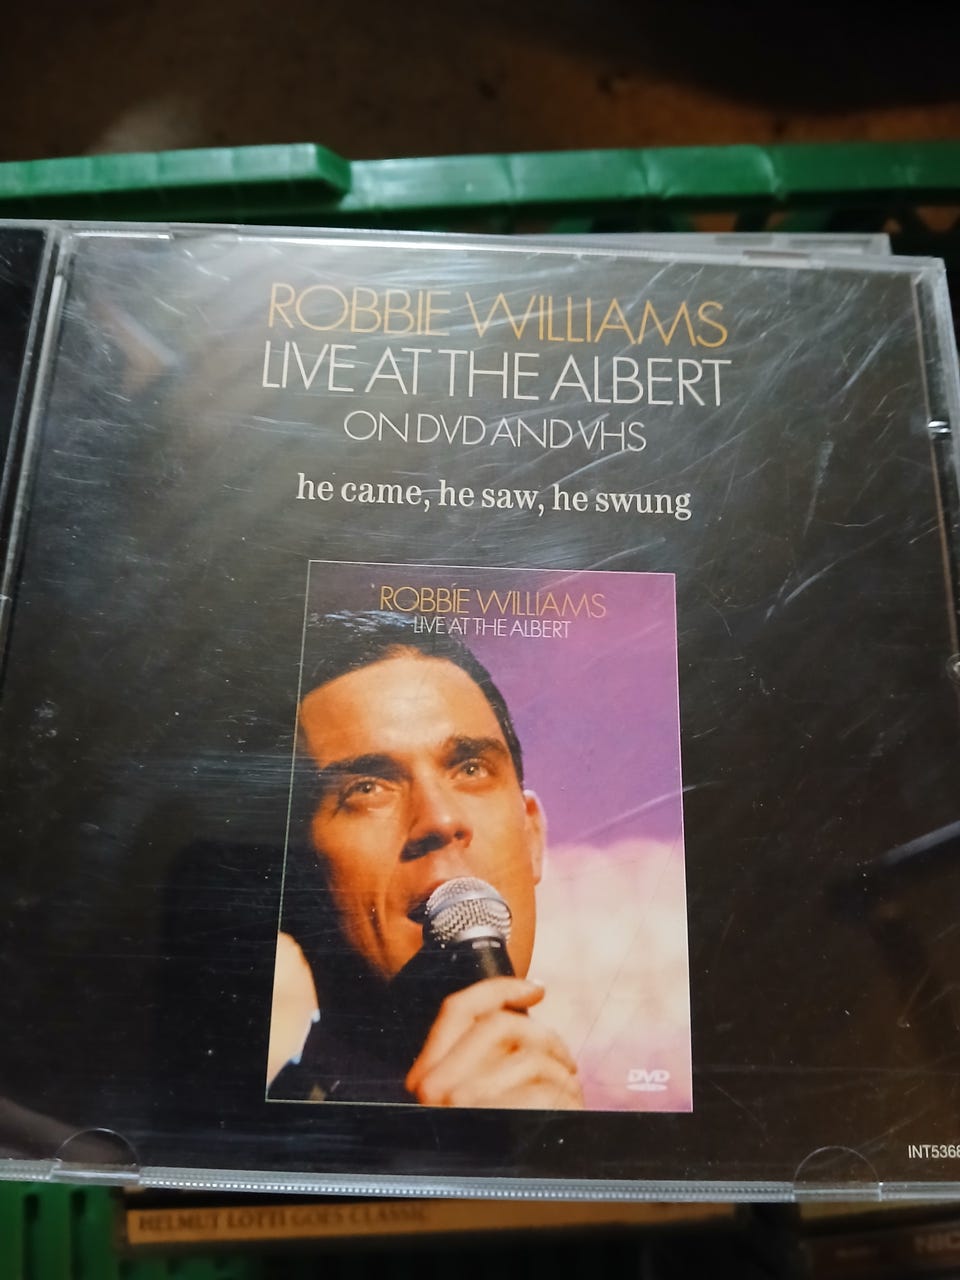 ROBBIE WILLIAMS
LIVE AT THE ALBERT
ON DVD AND VHS
he came, he saw, he swung
ROBBIE WILLIAMS
LIVE AT THE ALBERT
DVD
INT5368
HELMUT LOTTI GOES CLASSIC